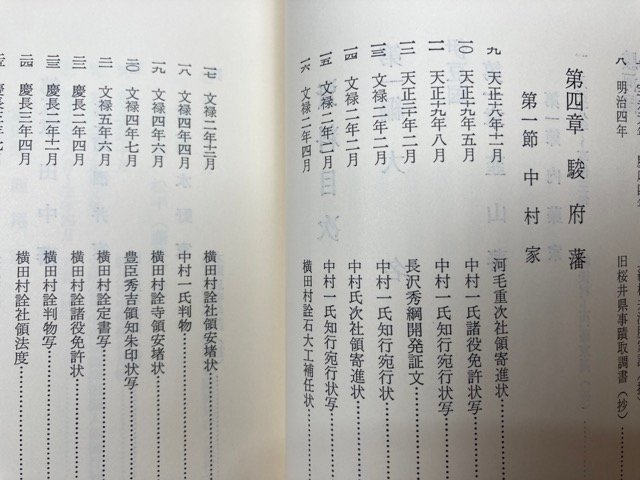 八 明治四年 旧桜井県事蹟取調書（抄）
第四章 駿府藩
第一節 中村家
九 天正十八年十二月 河毛重次社領寄進状
一〇 天正十九年五月 中村一氏諸役免許状写
一一 天正十九年八月 中村一氏知行宛行状写
一二 天正二十年二月 長沢秀綱開発証文
一三 文禄二年二月 中村一氏知行宛行状写
一四 文禄二年二月 中村氏次社領寄進状
一五 文禄二年二月 中村一氏知行宛行状写
一六 文禄二年四月 横田村詮石大工補任状
一七 文禄二年十二月 横田村詮社領安堵状
一八 文禄四年四月 中村一氏判物
一九 文禄四年六月 横田村詮寺領安堵状
二〇 文禄四年七月 豊臣秀吉領知朱印状写
二一 文禄五年六月 横田村詮定書写
二二 慶長二年四月 横田村詮諸役免許状
二三 慶長二年十一月 横田村詮判物写
二四 慶長三年四月 横田村詮社領法度